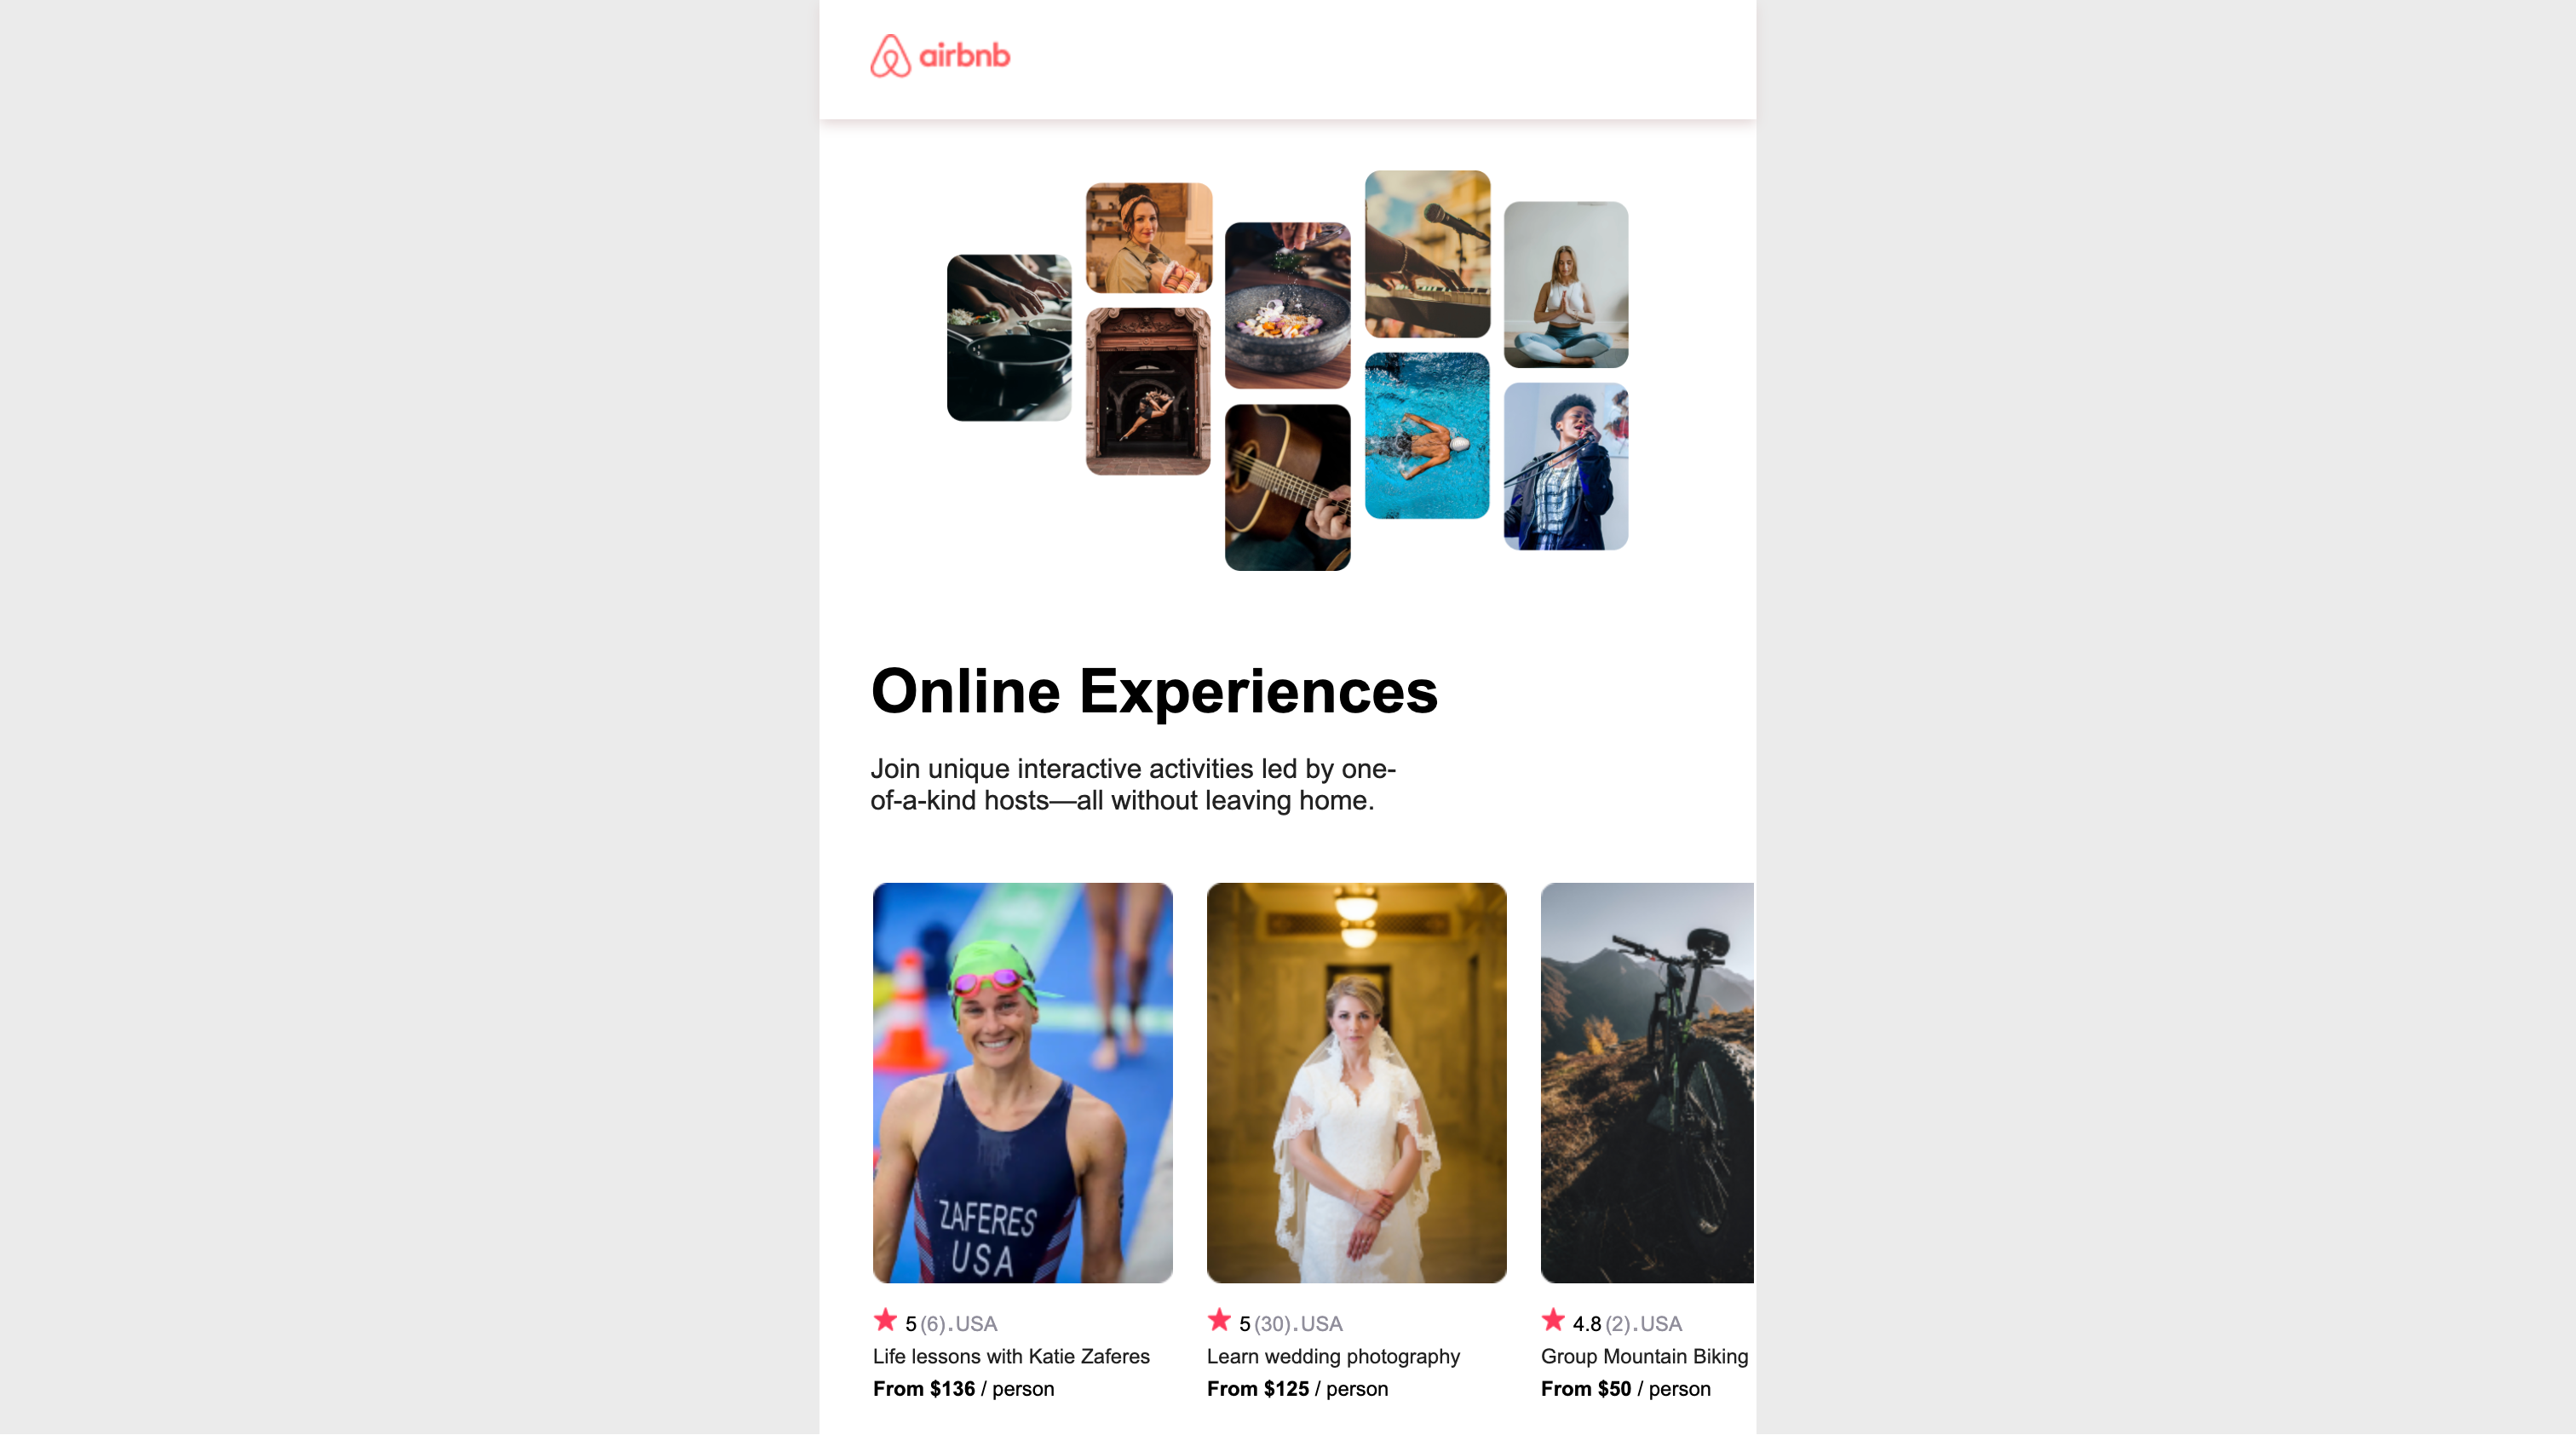 airbnb
Online Experiences
Join unique interactive activities led by one-
of-a-kind hosts—all without leaving home.
ZAFERES
USA
5 (6).USA
Life lessons with Katie Zaferes
From $136 / person
5 (30).USA
Learn wedding photography
From $125 / person
4.8 (2).USA
Group Mountain Biking
From $50 / person